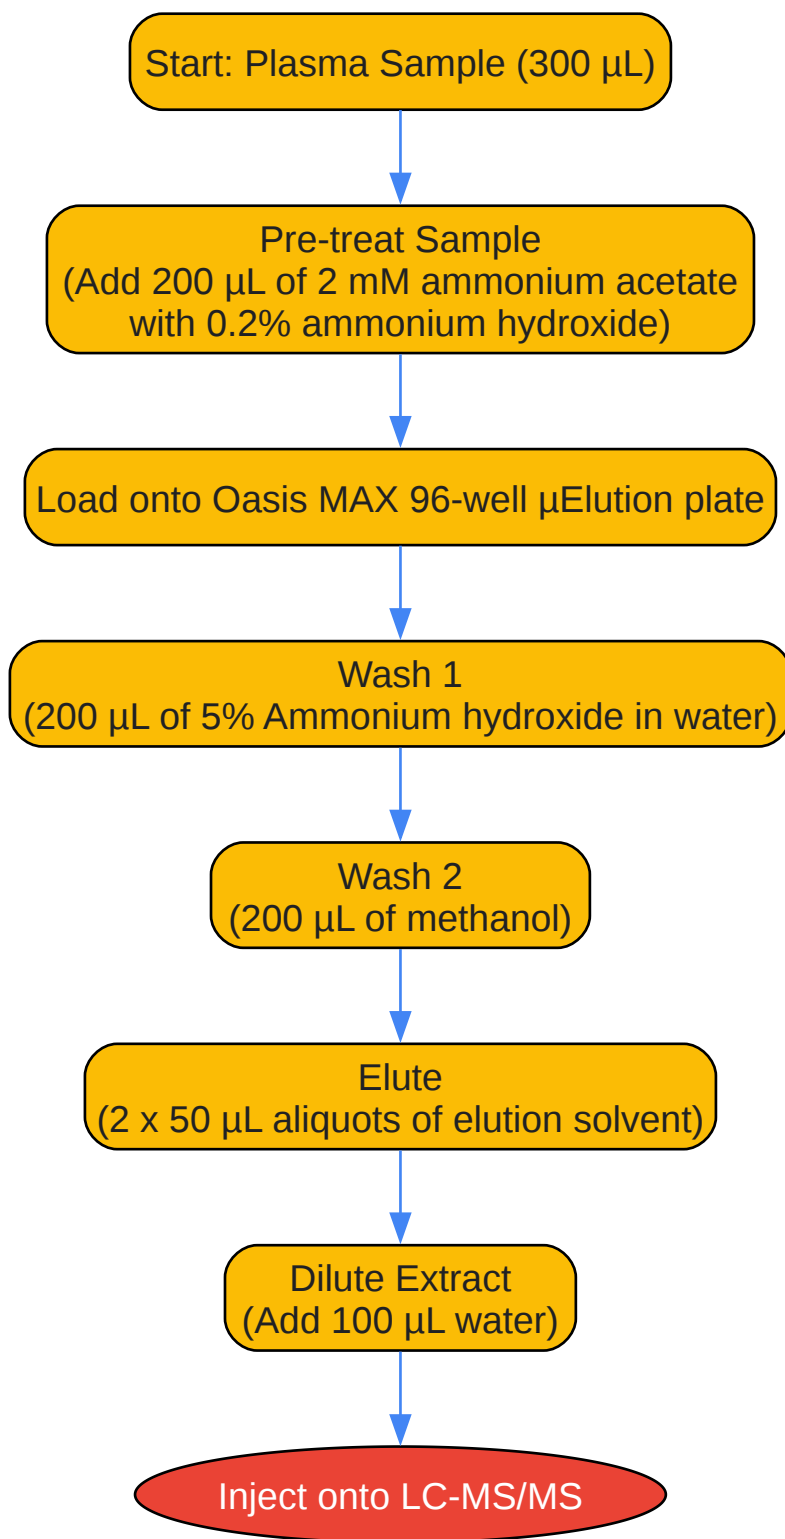 Start: Plasma Sample (300 µL)
Pre-treat Sample
(Add 200 µL of 2 mM ammonium acetate
with 0.2% ammonium hydroxide)
Load onto Oasis MAX 96-well µElution plate
Wash 1
(200 µL of 5% Ammonium hydroxide in water)
Wash 2
(200 µL of methanol)
Elute
(2 x 50 µL aliquots of elution solvent)
Dilute Extract
(Add 100 µL water)
Inject onto LC-MS/MS